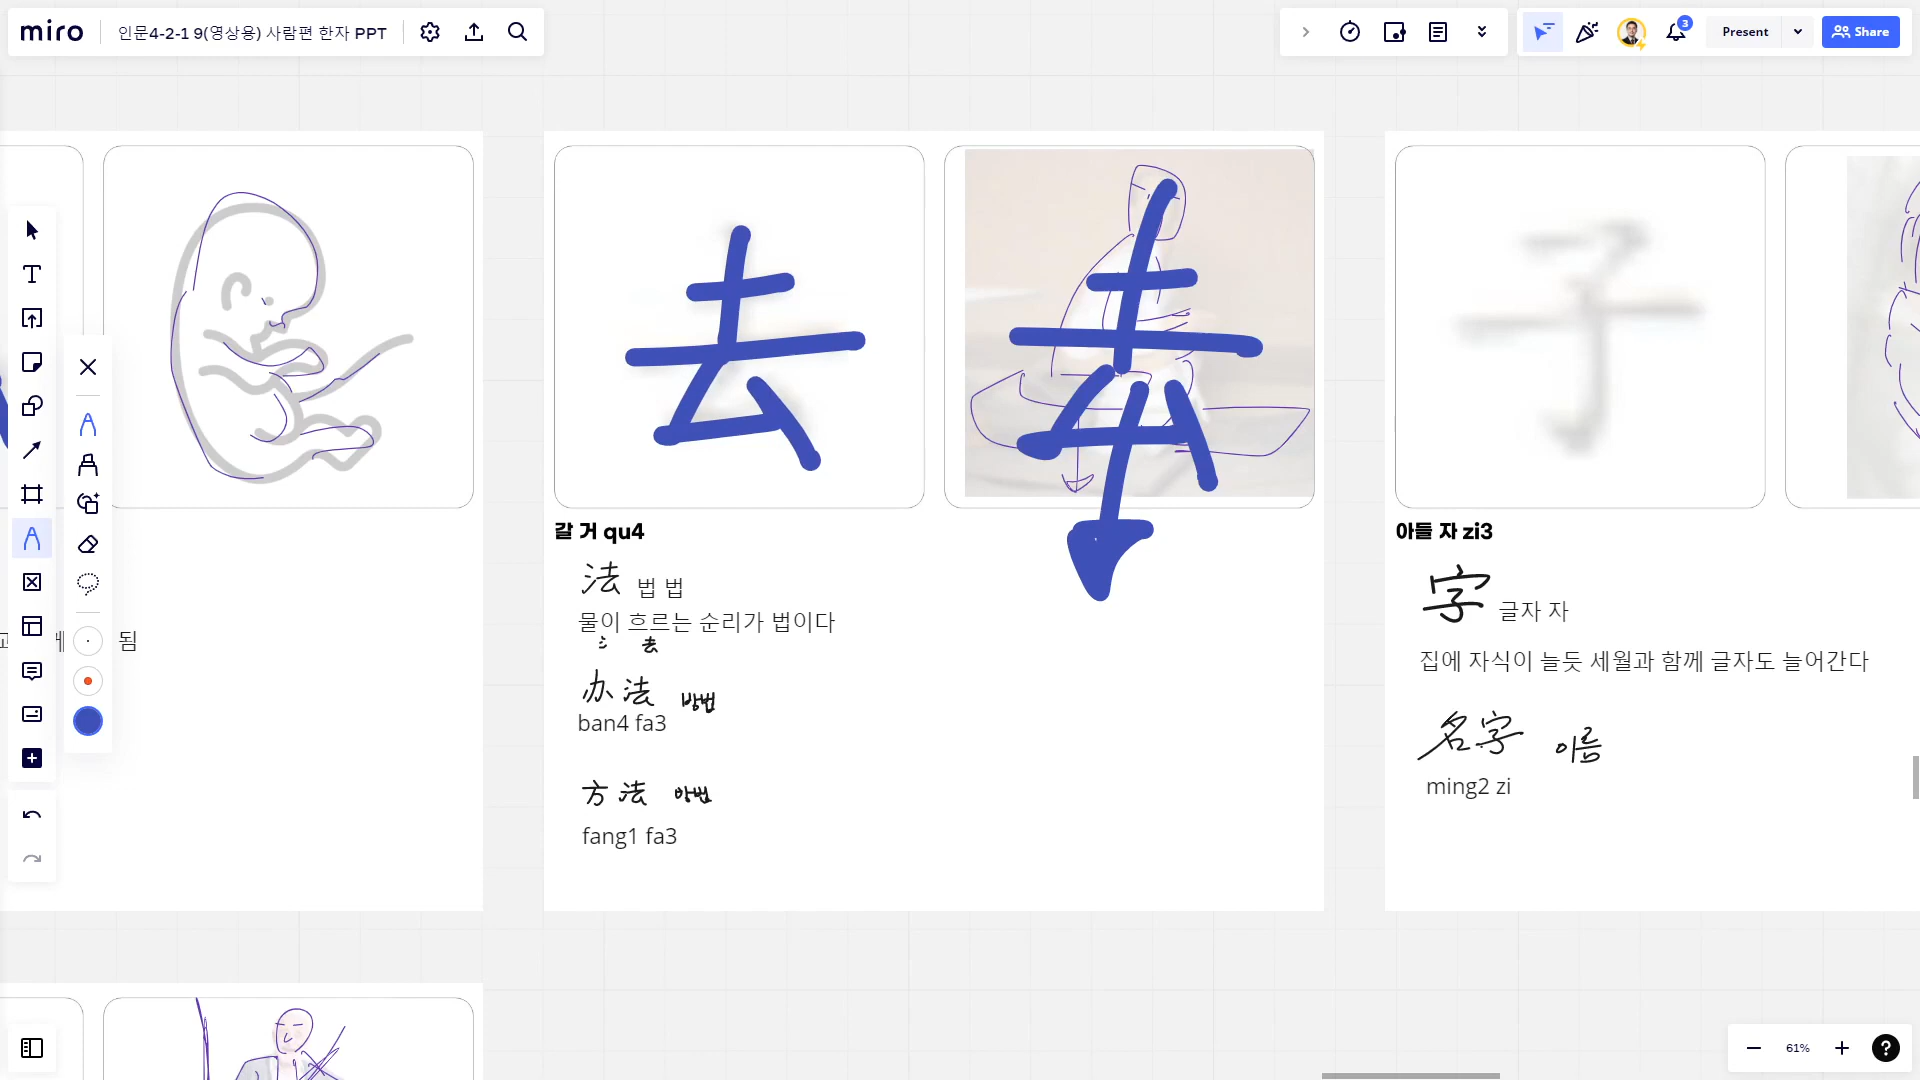 miro
인문4-2-1 9(영상용) 사람편 한자 PPT
3
Present
Share
去
子
갈 거 qu4
法 법 법
물이 흐르는 순리가 법이다
氵 去
办法 방법
ban4 fa3
方法 방법
fang1 fa3
아들 자 zi3
字 글자 자
집에 자식이 늘듯 세월과 함께 글자도 늘어간다
名字 이름
ming2 zi
됨
61%